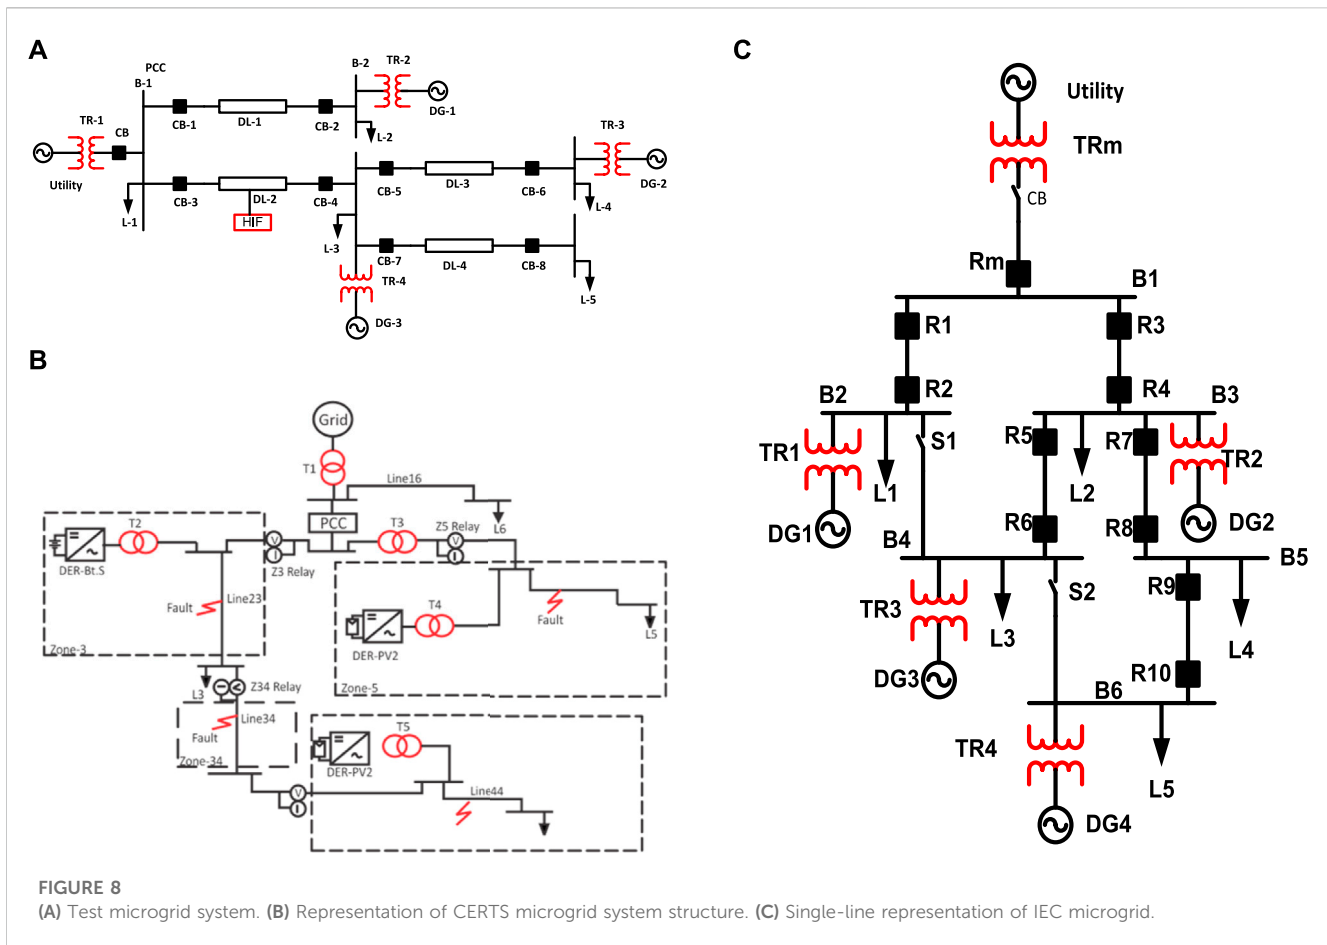 A
PCC
B-1
B-2
TR-2
DG-1
TR-1
CB
CB-1
DL-1
CB-2
L-2
TR-3
Utility
CB-3
DL-2
CB-4
CB-5
DL-3
CB-6
DG-2
L-1
HIF
L-3
L-4
CB-7
DL-4
CB-8
TR-4
L-5
DG-3
B
Grid
T1
Line16
PCC
L6
T2
T3
Z5 Relay
V
V
DER-Bt.S
Z3 Relay
Line23
Fault
T4
Fault
L5
DER-PV2
Zone-3
Zone-5
L3
Z34 Relay
Line34
Fault
Zone-34
T5
DER-PV2
V
Line44
C
Utility
TRm
CB
Rm
B1
R1
R3
R2
R4
B2
B3
S1
R5
R7
TR1
TR2
L1
L2
DG1
R6
R8
DG2
B4
B5
S2
R9
TR3
L3
L4
DG3
R10
B6
TR4
L5
DG4
FIGURE 8
(A) Test microgrid system. (B) Representation of CERTS microgrid system structure. (C) Single-line representation of IEC microgrid.